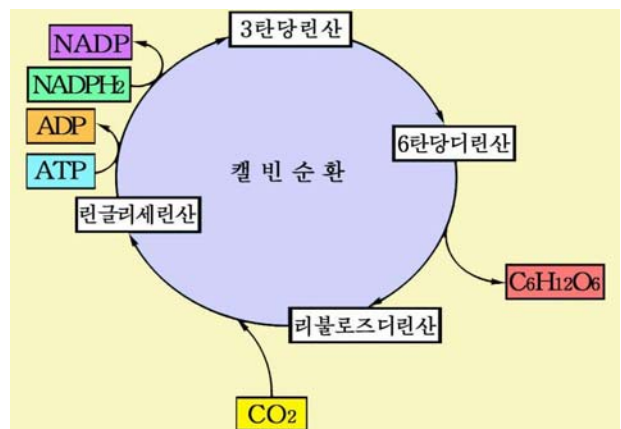 3탄당린산
NADP
NADPH₂
ADP
ATP
6탄당디린산
캘빈순환
린글리세린산
C₆H₁₂O₆
리불로즈디린산
CO₂